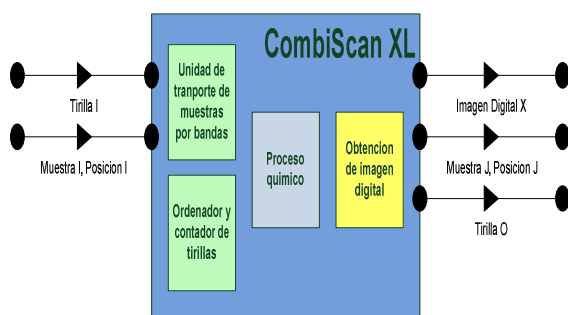 CombiScan XL
Unidad de
tranporte de
muestras
por bandas
Tirilla I
Muestra I, Posicion I
Ordenador y
contador de
tirillas
Proceso
quimico
Obtencion
de imagen
digital
Imagen Digital X
Muestra J, Posicion J
Tirilla O